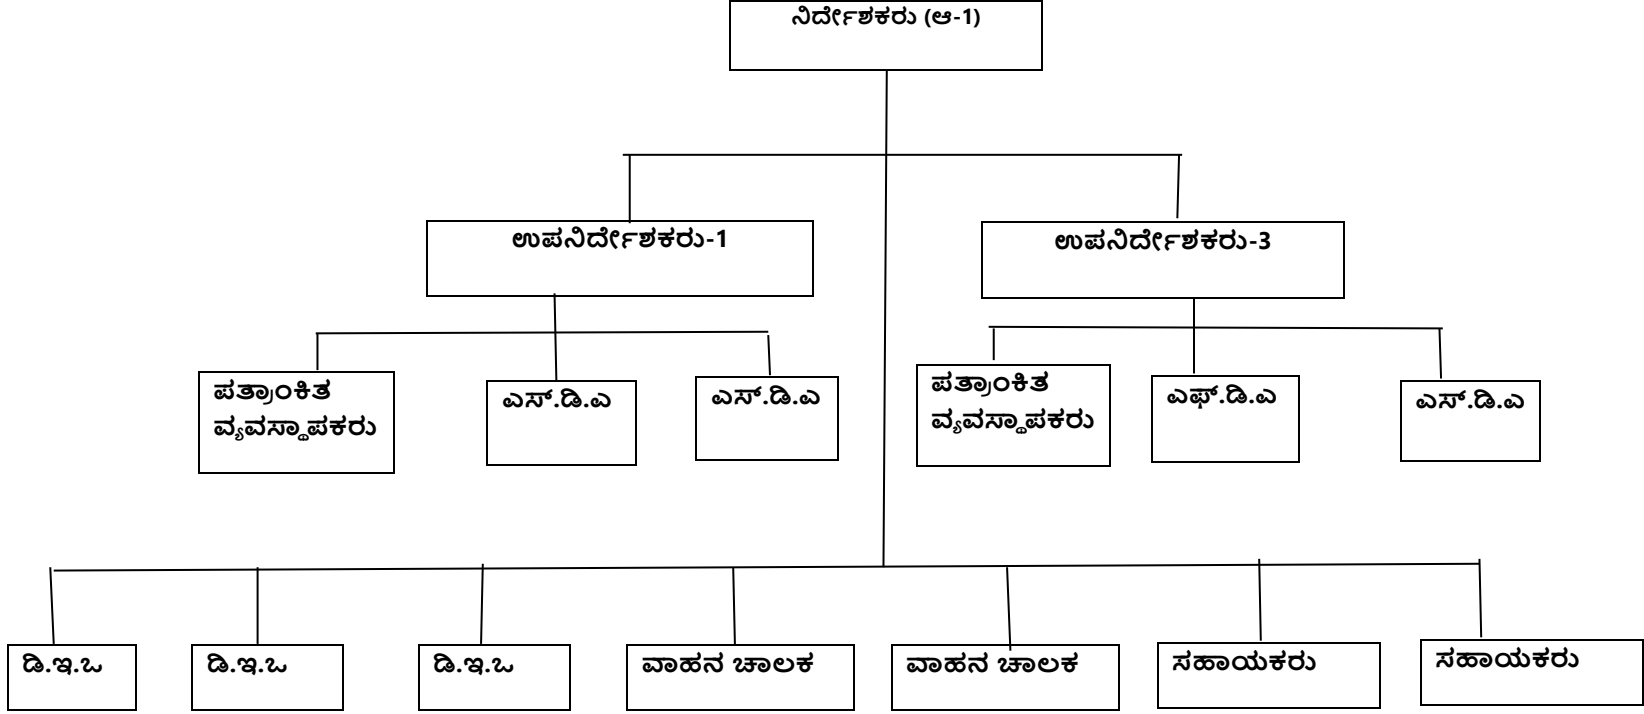 ನಿರ್ದೇಶಕರು (ಆ-1)
ಉಪನಿರ್ದೇಶಕರು-1
ಉಪನಿರ್ದೇಶಕರು-3
ಪತ್ರಾಂಕಿತ
ವ್ಯವಸ್ಥಾಪಕರು
ಎಸ್.ಡಿ.ಎ
ಎಸ್.ಡಿ.ಎ
ಪತ್ರಾಂಕಿತ
ವ್ಯವಸ್ಥಾಪಕರು
ಎಫ್.ಡಿ.ಎ
ಎಸ್.ಡಿ.ಎ
ಡಿ.ಇ.ಒ
ಡಿ.ಇ.ಒ
ಡಿ.ಇ.ಒ
ವಾಹನ ಚಾಲಕ
ವಾಹನ ಚಾಲಕ
ಸಹಾಯಕರು
ಸಹಾಯಕರು